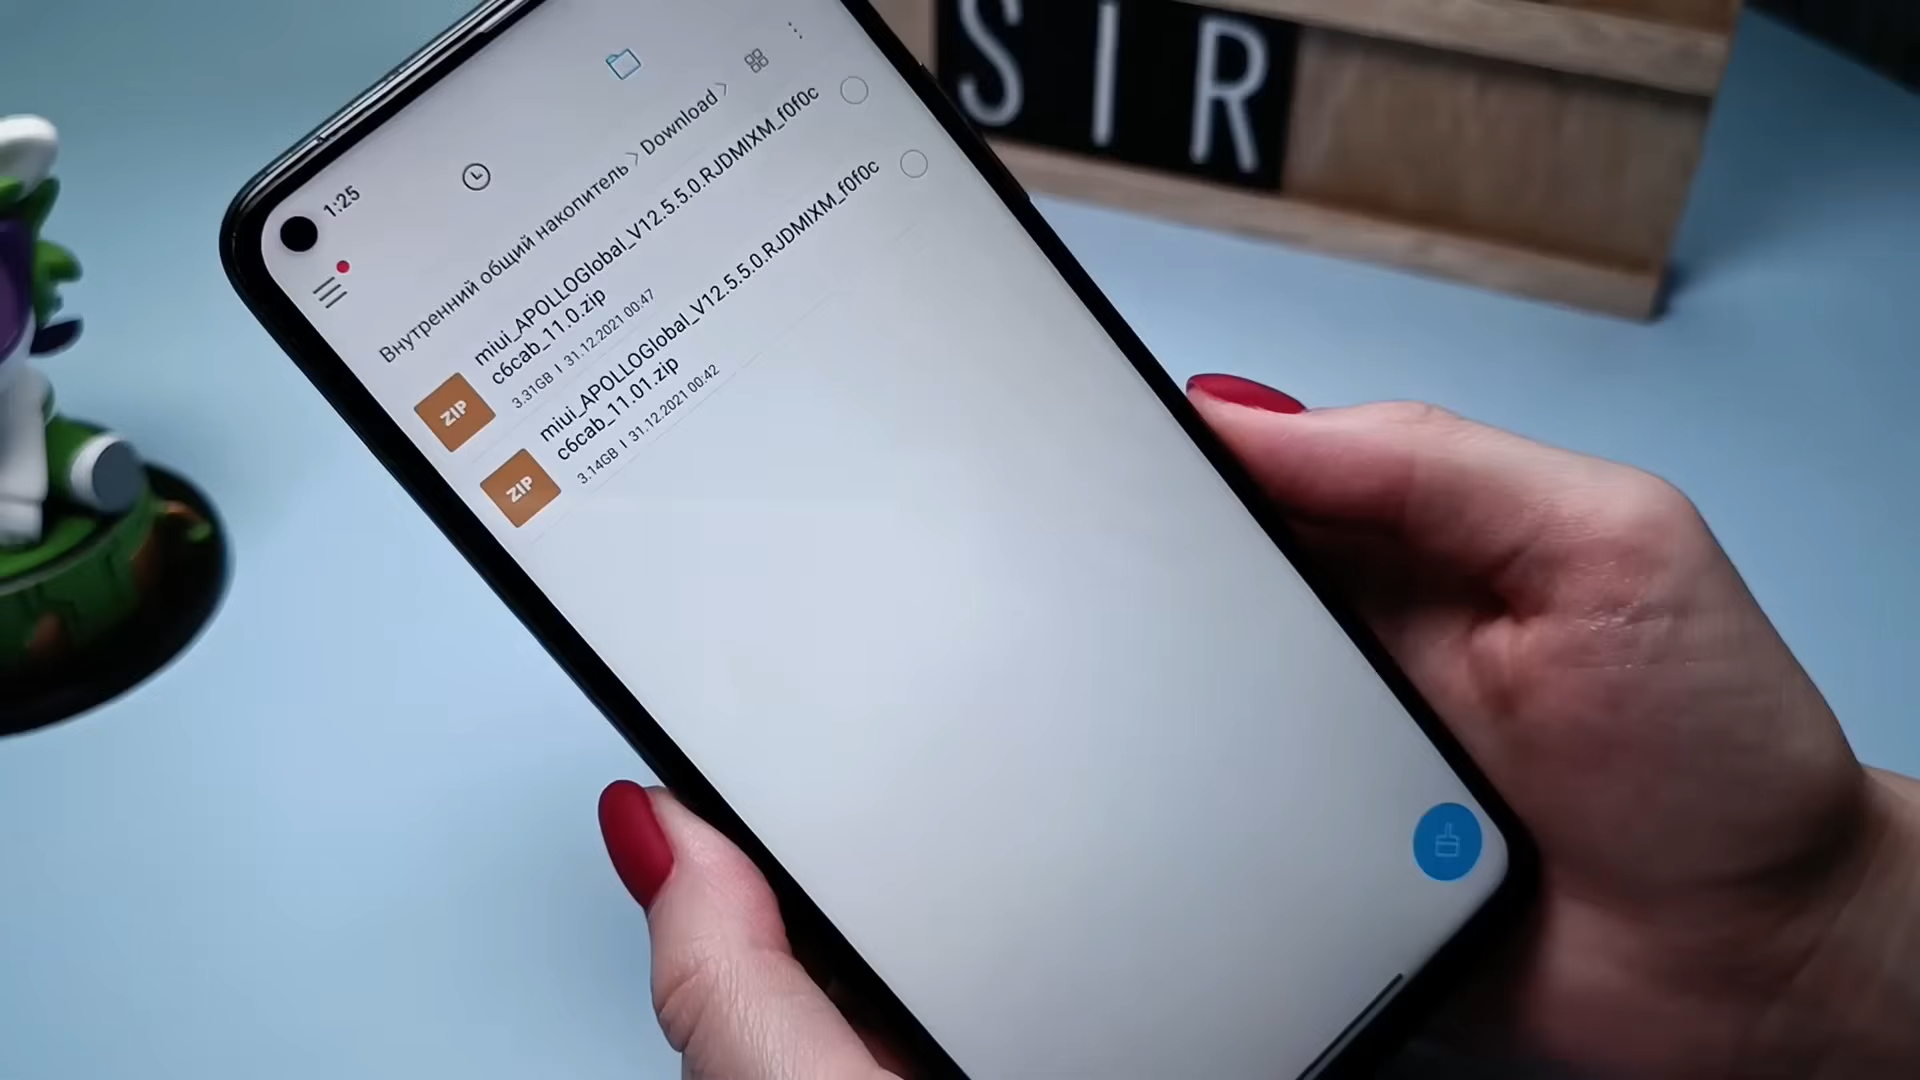 SIR
1:25
Внутренний общий накопитель > Download >
miui_APOLLOGlobal_V12.5.5.0.RJDMIXM_f0f0c
c6cab_11.0.zip
3.31GB | 31.12.2021 00:47
ZIP
miui_APOLLOGlobal_V12.5.5.0.RJDMIXM_f0f0c
c6cab_11.01.zip
3.14GB | 31.12.2021 00:42
ZIP